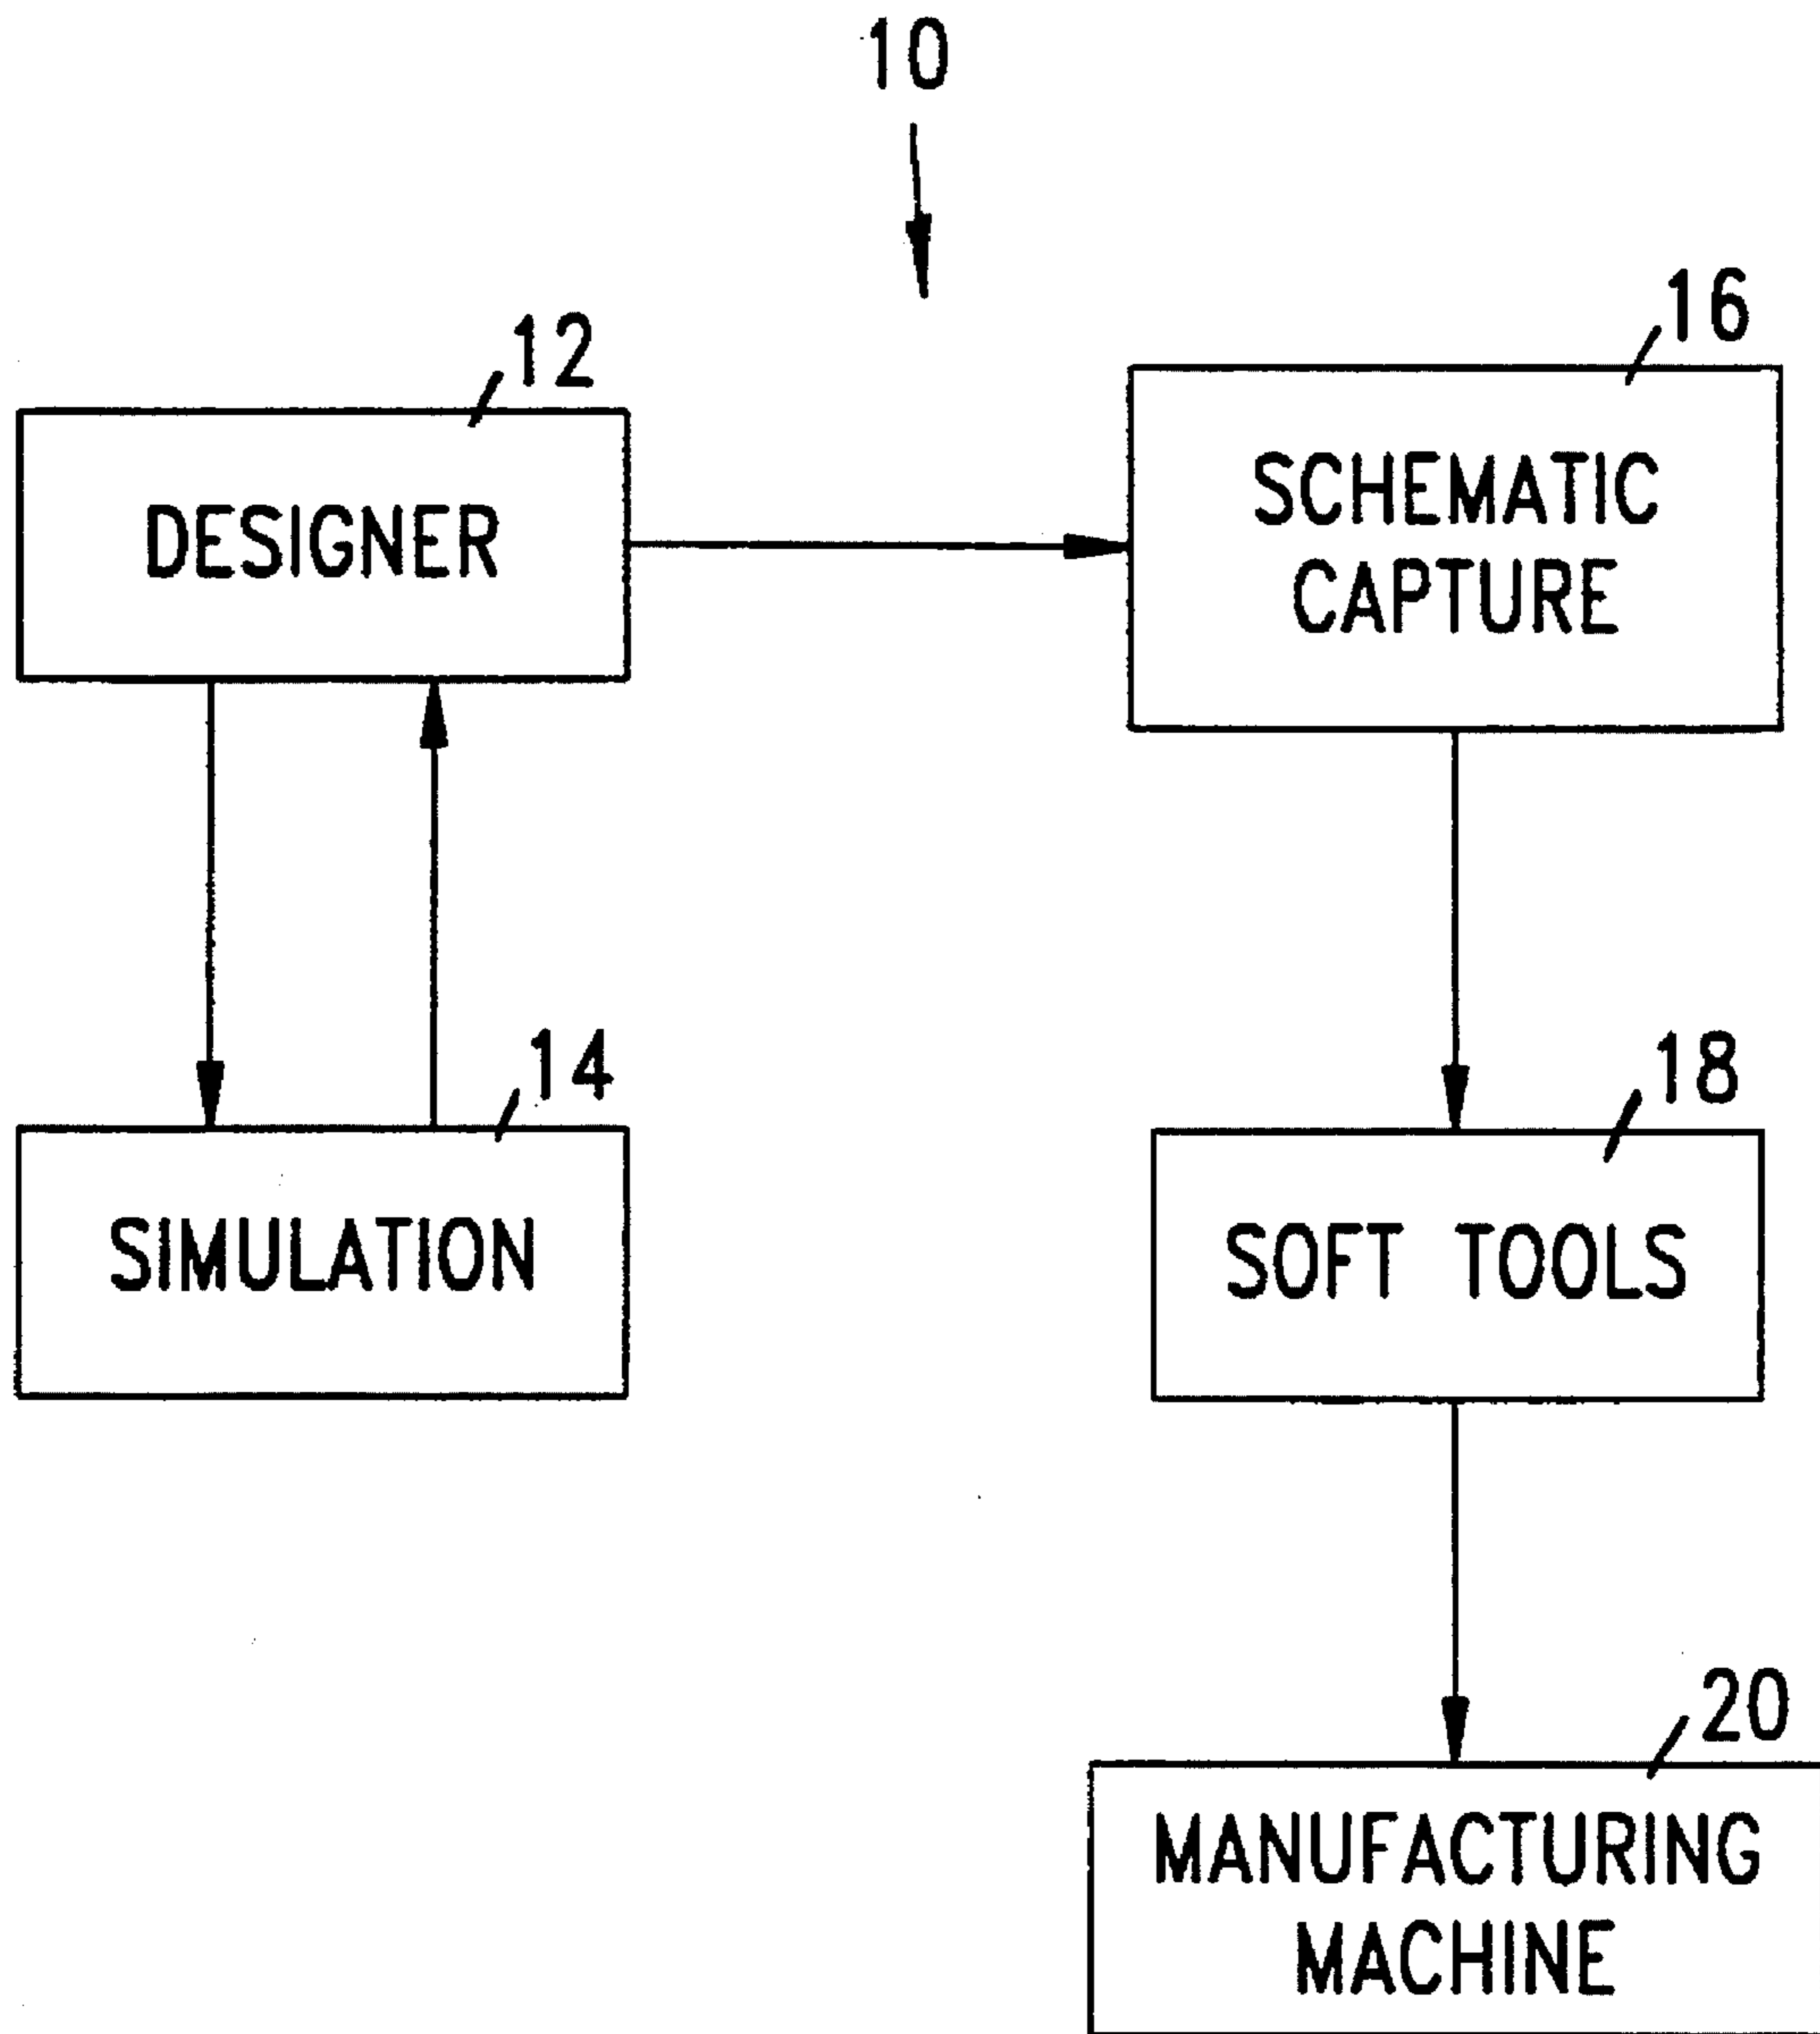 10
12
DESIGNER
16
SCHEMATIC
CAPTURE
14
SIMULATION
18
SOFT TOOLS
20
MANUFACTURING
MACHINE